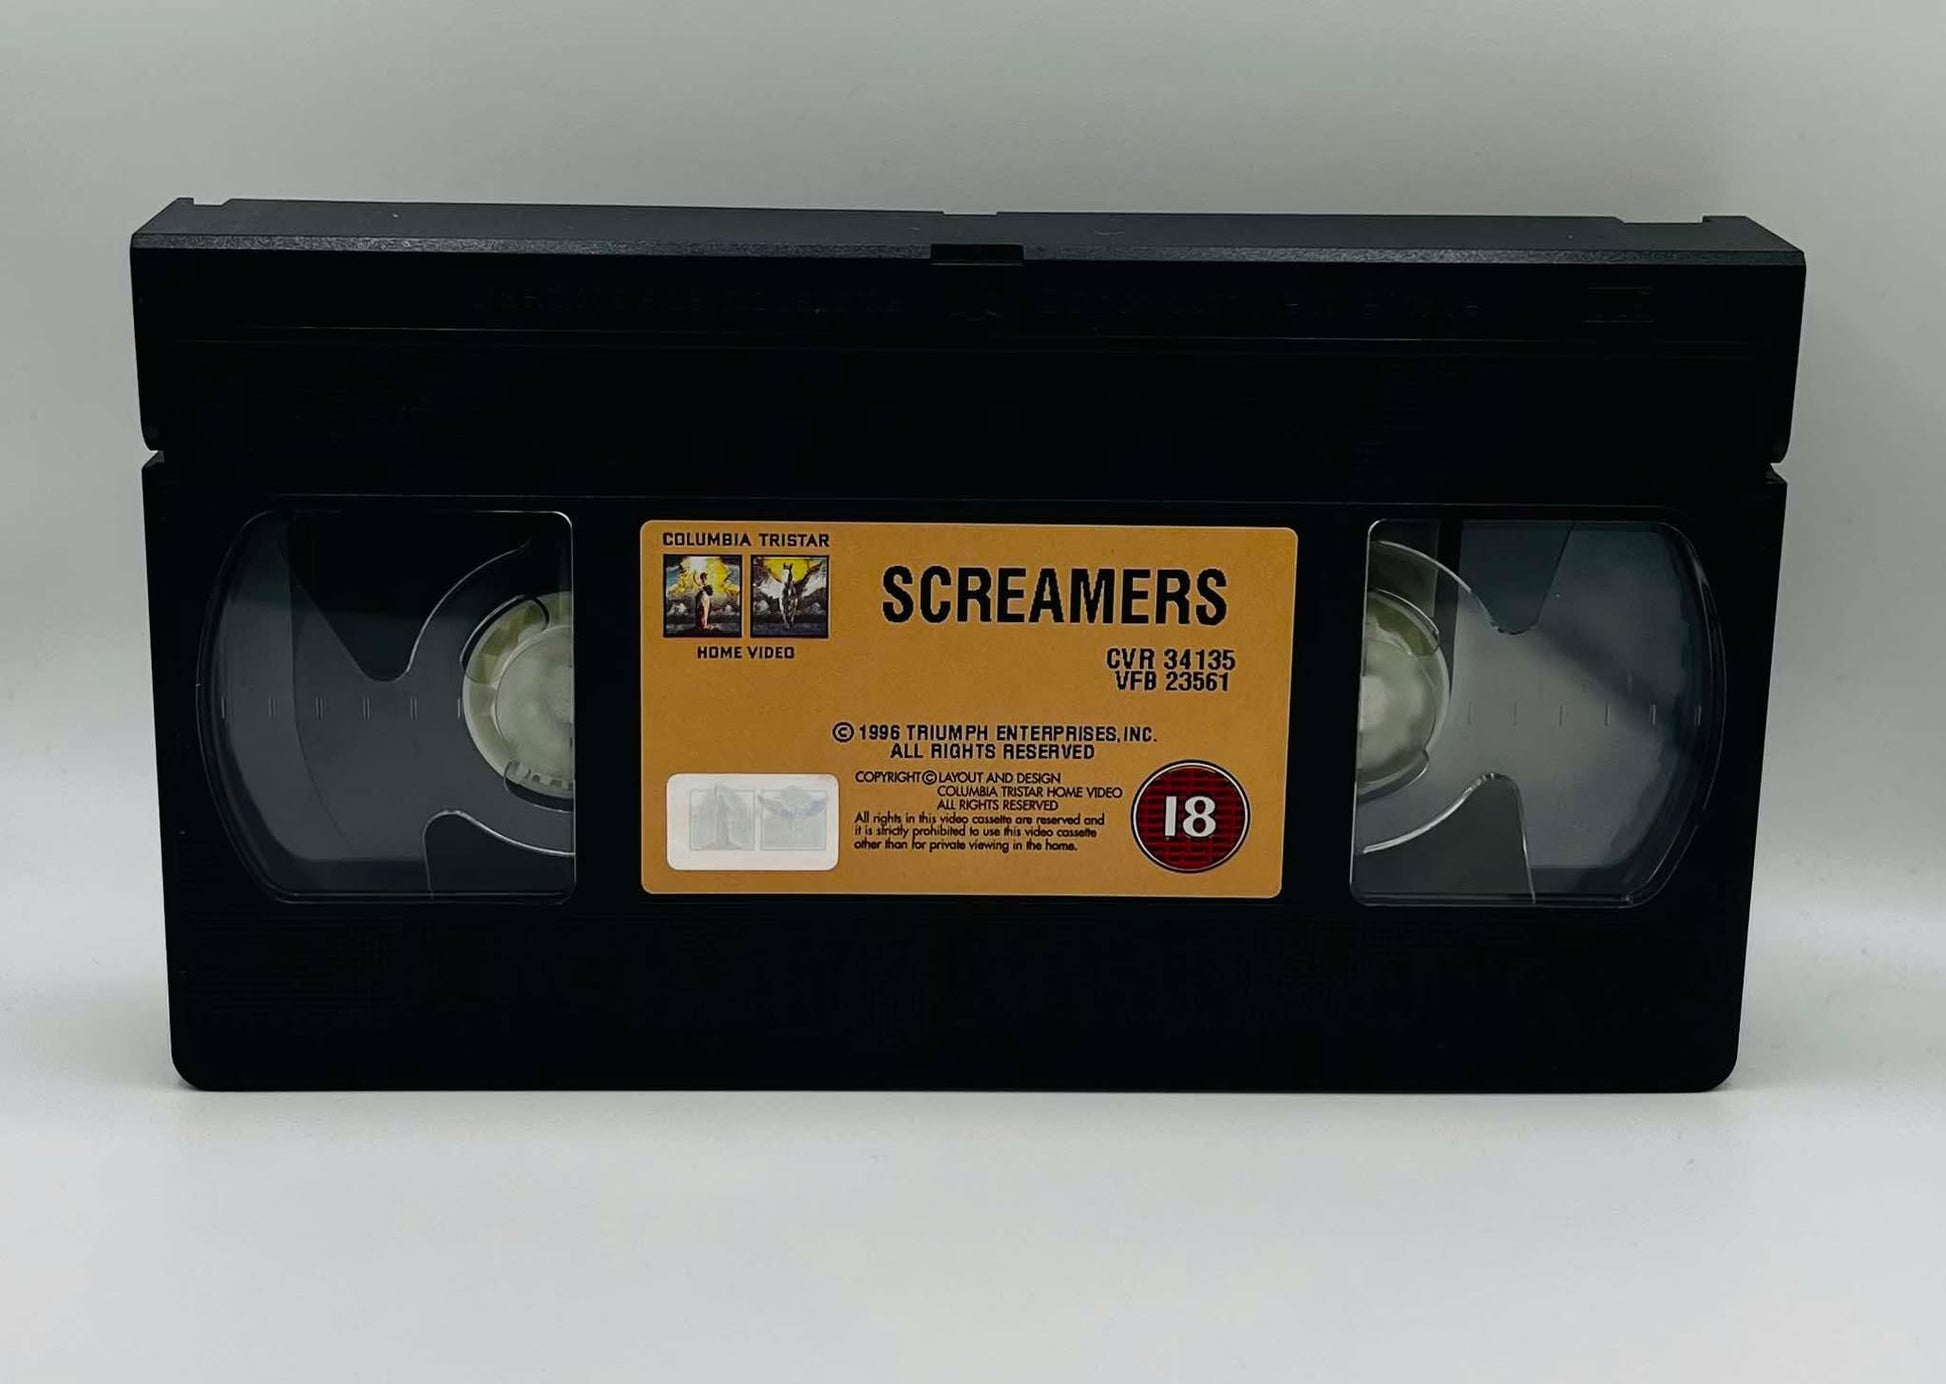 COLUMBIA TRISTAR
HOME VIDEO
SCREAMERS
CVR 34135
VFB 23561
© 1996 TRIUMPH ENTERPRISES, INC.
ALL RIGHTS RESERVED
COPYRIGHT © LAYOUT AND DESIGN
COLUMBIA TRISTAR HOME VIDEO
ALL RIGHTS RESERVED
All rights in this video cassette are reserved and
it is strictly prohibited to use this video cassette
other than for private viewing in the home.
18